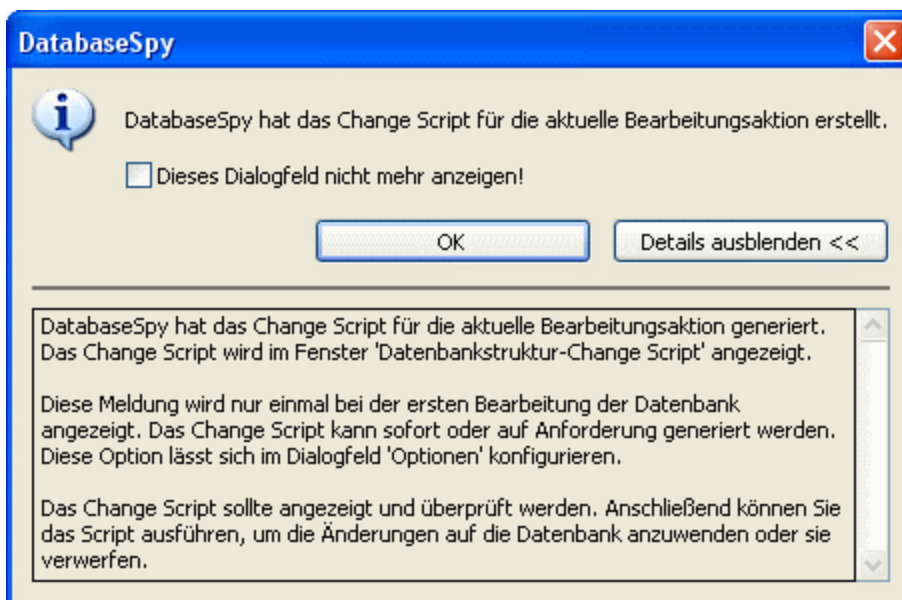 DatabaseSpy
DatabaseSpy hat das Change Script für die aktuelle Bearbeitungsaktion erstellt.
Dieses Dialogfeld nicht mehr anzeigen!
OK
Details ausblenden <<
DatabaseSpy hat das Change Script für die aktuelle Bearbeitungsaktion generiert.
Das Change Script wird im Fenster 'Datenbankstruktur-Change Script' angezeigt.
Diese Meldung wird nur einmal bei der ersten Bearbeitung der Datenbank
angezeigt. Das Change Script kann sofort oder auf Anforderung generiert werden.
Diese Option lässt sich im Dialogfeld 'Optionen' konfigurieren.
Das Change Script sollte angezeigt und überprüft werden. Anschließend können Sie
das Script ausführen, um die Änderungen auf die Datenbank anzuwenden oder sie
verwerfen.